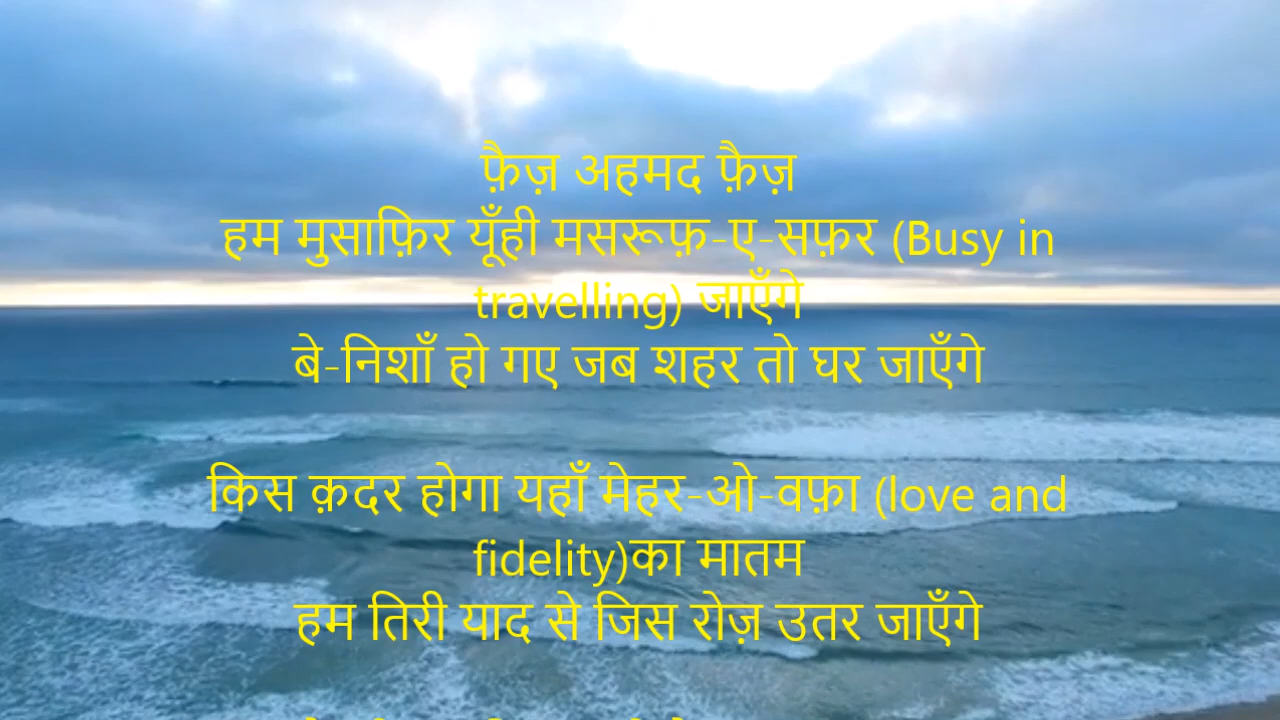 फ़ैज़ अहमद फ़ैज़
हम मुसाफ़िर यूँही मसरूफ़-ए-सफ़र (Busy in
travelling) जाएँगे
बे-निशाँ हो गए जब शहर तो घर जाएँगे
किस क़दर होगा यहाँ मेहर-ओ-वफ़ा (love and
fidelity)का मातम
हम तिरी याद से जिस रोज़ उतर जाएँगे